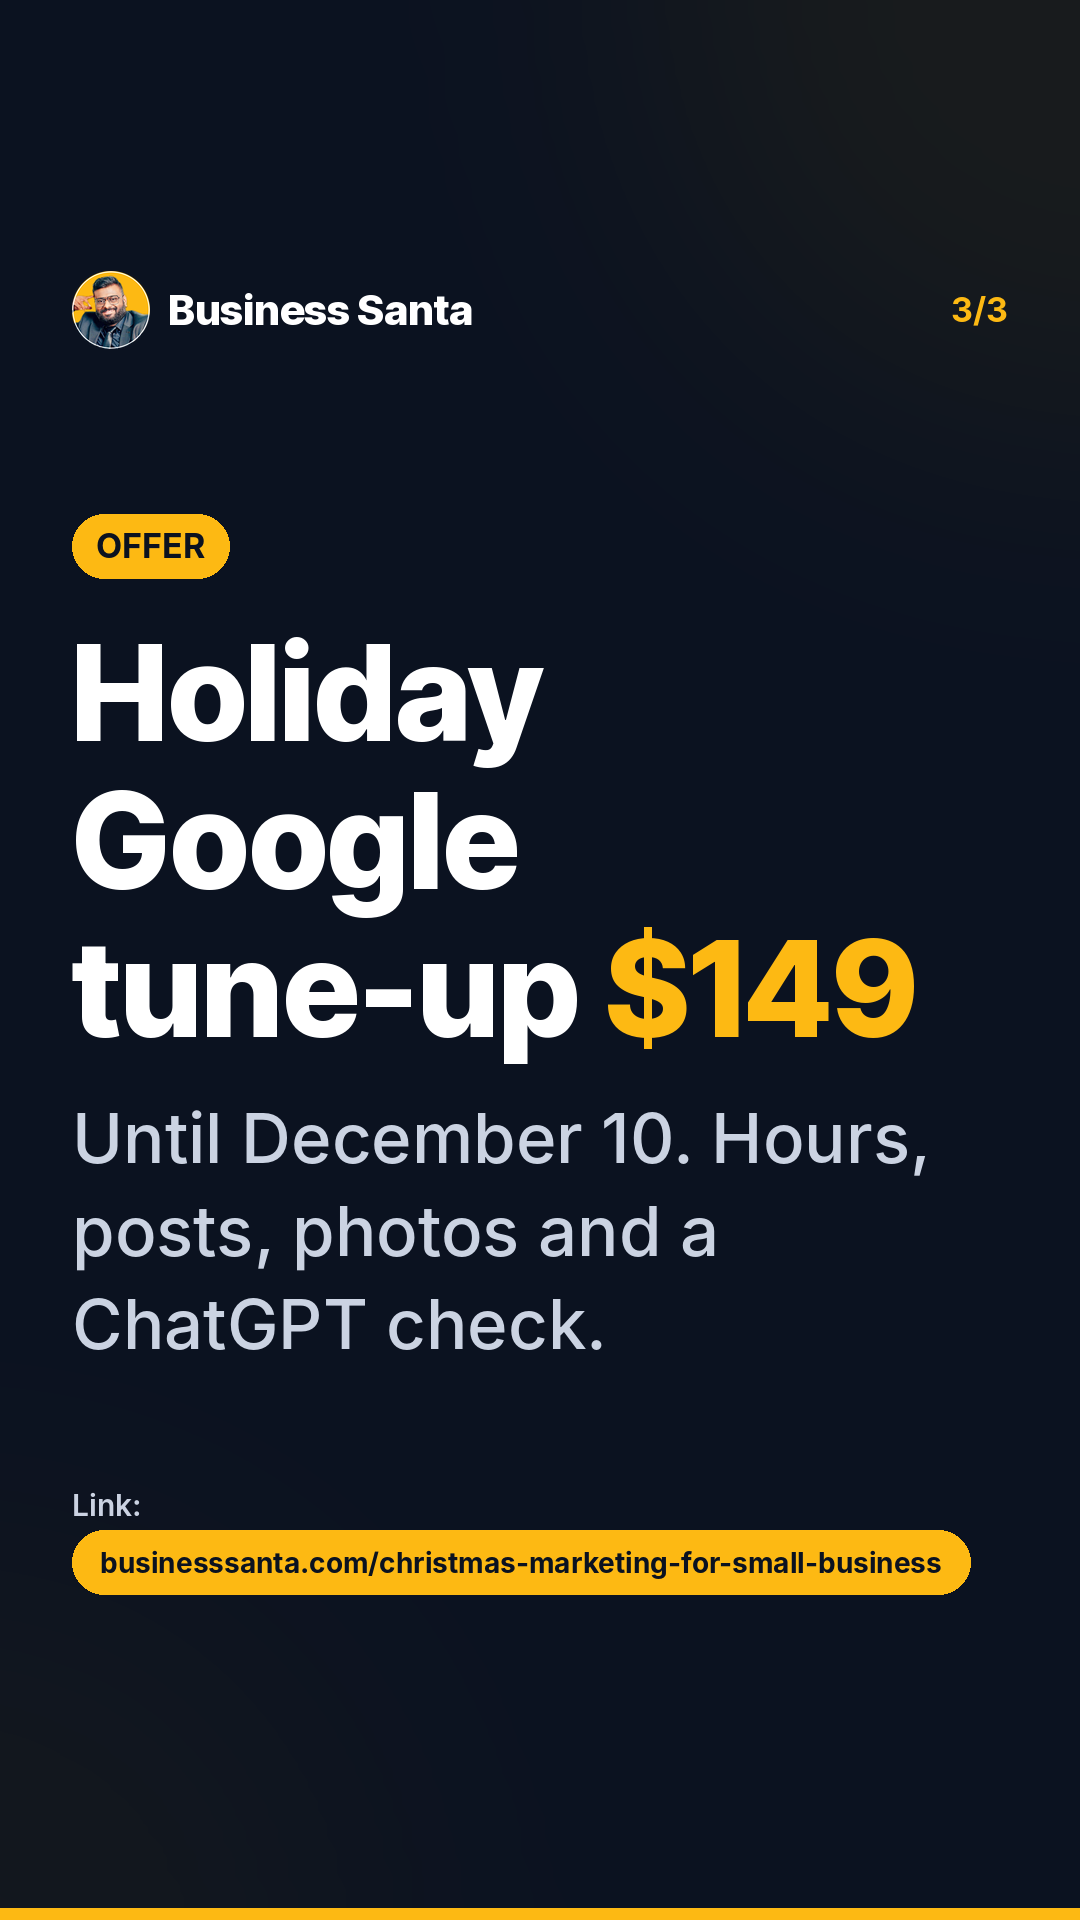 Business Santa
3/3
OFFER
Holiday
Google
tune-up $149
Until December 10. Hours,
posts, photos and a
ChatGPT check.
Link:
businesssanta.com/christmas-marketing-for-small-business